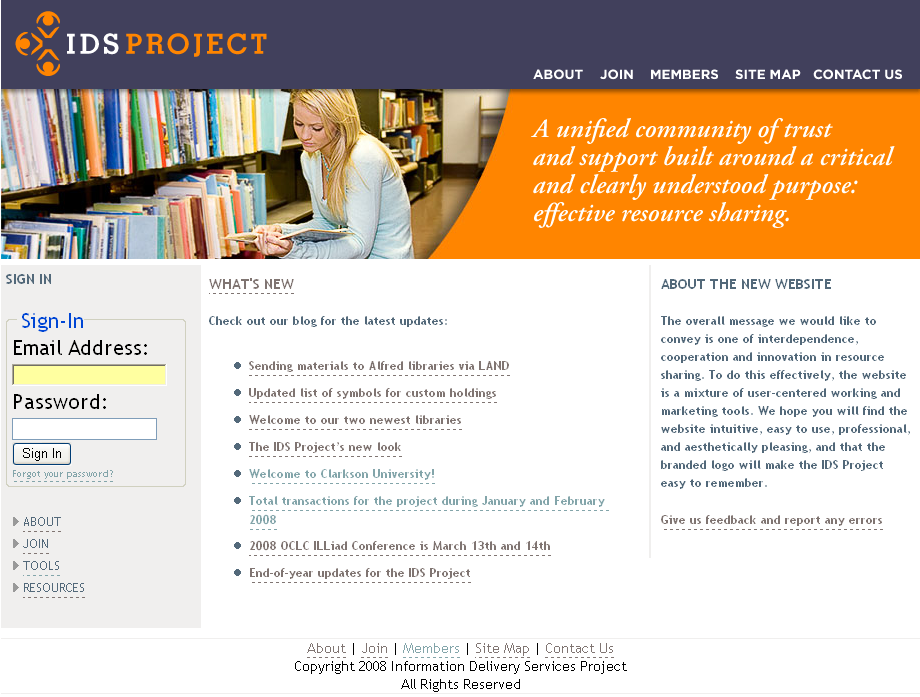 IDS PROJECT
ABOUT JOIN MEMBERS SITE MAP CONTACT US
A unified community of trust
and support built around a critical
and clearly understood purpose:
effective resource sharing.
SIGN IN
Sign-In
Email Address:
Password:
Sign In
Forgot your password?
ABOUT
JOIN
TOOLS
RESOURCES
WHAT'S NEW
Check out our blog for the latest updates:
Sending materials to Alfred libraries via LAND
Updated list of symbols for custom holdings
Welcome to our two newest libraries
The IDS Project's new look
Welcome to Clarkson University!
Total transactions for the project during January and February
2008
2008 OCLC ILLiad Conference is March 13th and 14th
End-of-year updates for the IDS Project
ABOUT THE NEW WEBSITE
The overall message we would like to
convey is one of interdependence,
cooperation and innovation in resource
sharing. To do this effectively, the website
is a mixture of user-centered working and
marketing tools. We hope you will find the
website intuitive, easy to use, professional,
and aesthetically pleasing, and that the
branded logo will make the IDS Project
easy to remember.
Give us feedback and report any errors
About | Join | Members | Site Map | Contact Us
Copyright 2008 Information Delivery Services Project
All Rights Reserved